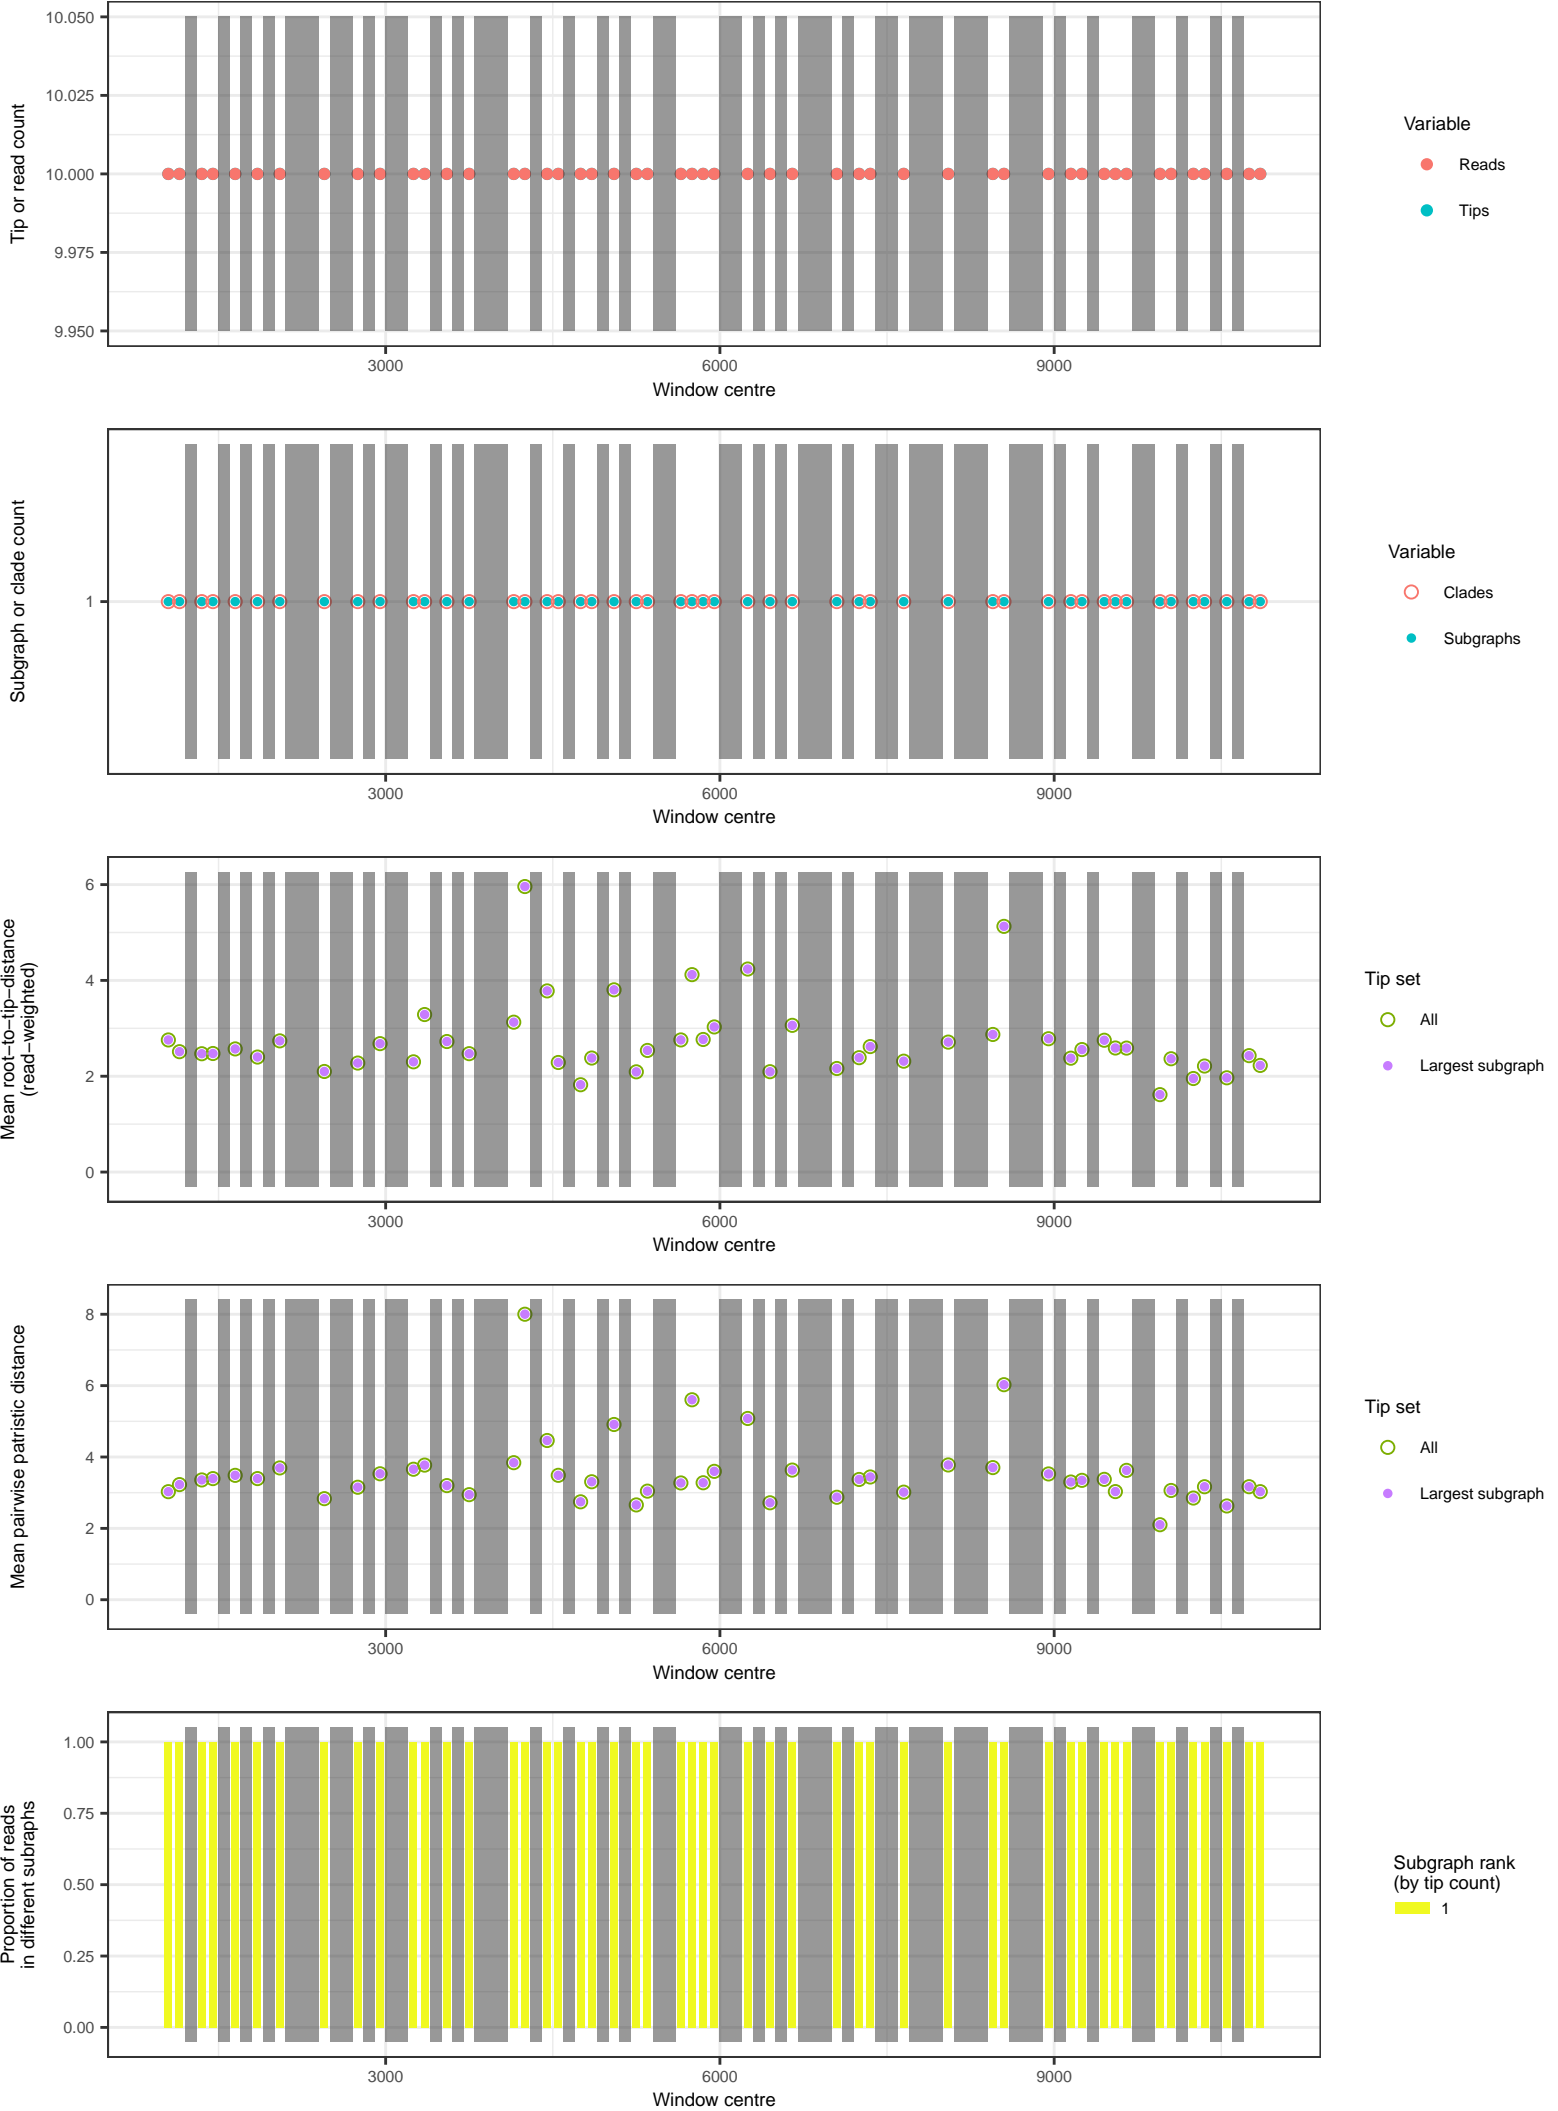 10.050
10.025
10.000
9.975
9.950
Tip or read count
3000
6000
9000
Window centre
Variable
Reads
Tips
1
Subgraph or clade count
3000
6000
9000
Window centre
Variable
Clades
Subgraphs
6
4
2
0
Mean root−to−tip−distance
(read−weighted)
3000
6000
9000
Window centre
Tip set
All
Largest subgraph
8
6
4
2
0
Mean pairwise patristic distance
3000
6000
9000
Window centre
Tip set
All
Largest subgraph
1.00
0.75
0.50
0.25
0.00
Proportion of reads
in different subraphs
3000
6000
9000
Window centre
Subgraph rank
(by tip count)
1